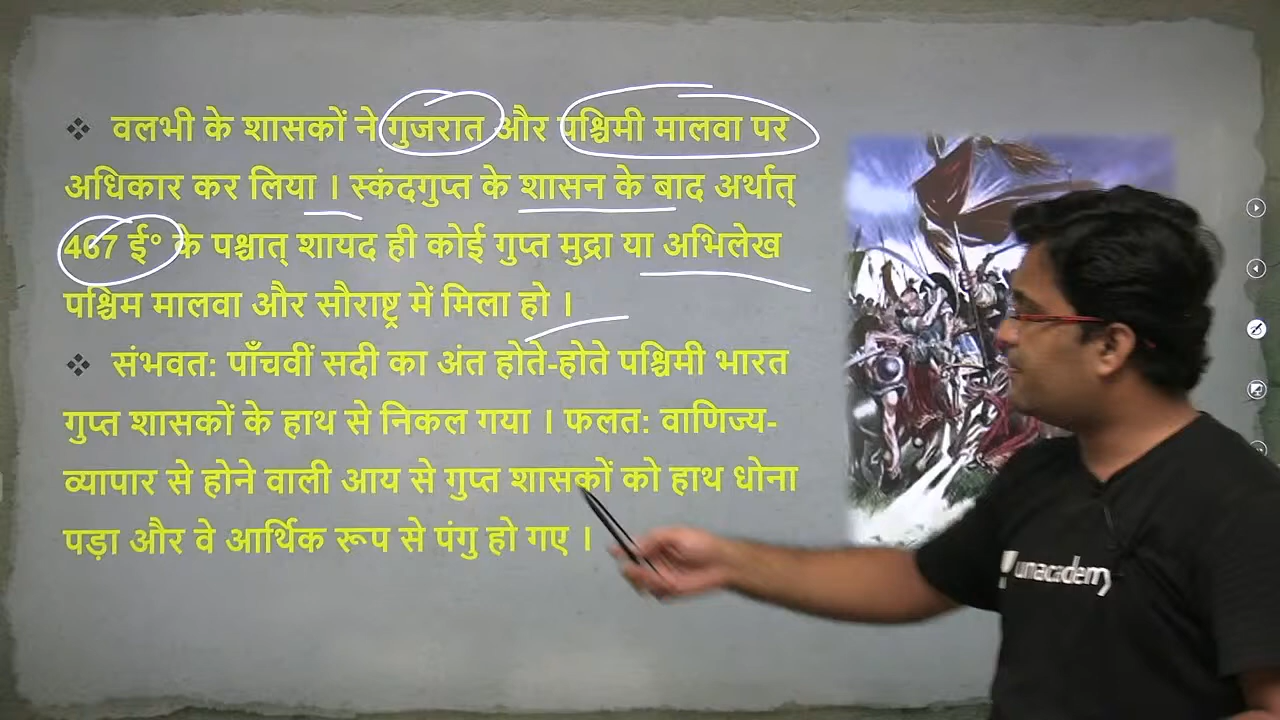 ❖ वलभी के शासकों ने गुजरात और पश्चिमी मालवा पर
अधिकार कर लिया । स्कंदगुप्त के शासन के बाद अर्थात्
467 ई° के पश्चात् शायद ही कोई गुप्त मुद्रा या अभिलेख
पश्चिम मालवा और सौराष्ट्र में मिला हो ।
❖ संभवत: पाँचवीं सदी का अंत होते-होते पश्चिमी भारत
गुप्त शासकों के हाथ से निकल गया । फलत: वाणिज्य-
व्यापार से होने वाली आय से गुप्त शासकों को हाथ धोना
पड़ा और वे आर्थिक रूप से पंगु हो गए ।
unacademy